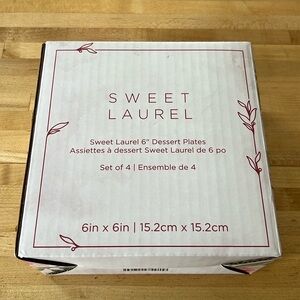 SWEET
LAUREL
Sweet Laurel 6" Dessert Plates
Assiettes à dessert Sweet Laurel de 6 po
Set of 4 | Ensemble de 4
6in x 6in | 15.2cm x 15.2cm